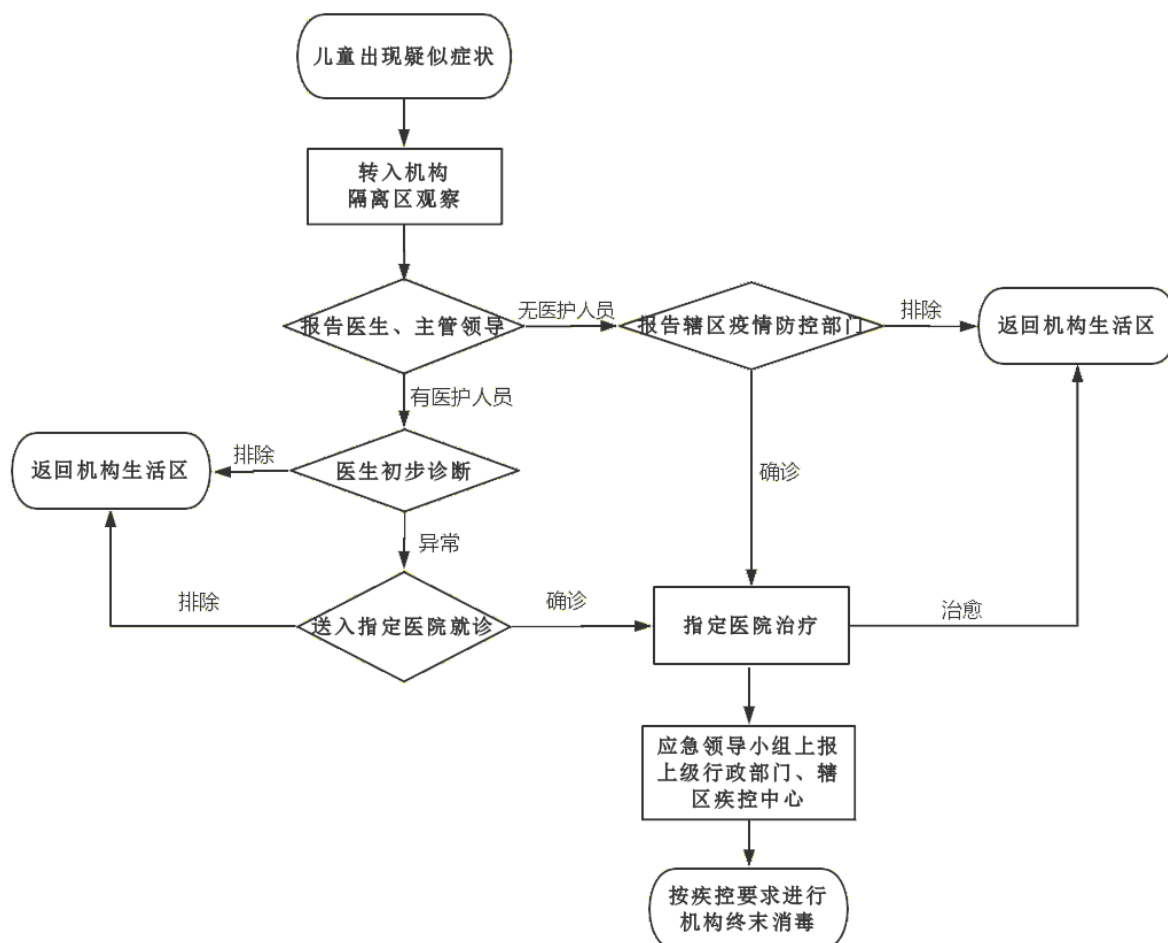 儿童出现疑似症状
转入机构
隔离区观察
报告医生、主管领导
无医护人员
报告辖区疫情防控部门
排除
返回机构生活区
有医护人员
返回机构生活区
排除
医生初步诊断
确诊
异常
排除
送入指定医院就诊
确诊
指定医院治疗
治愈
应急领导小组上报
上级行政部门、辖
区疾控中心
按疾控要求进行
机构终末消毒